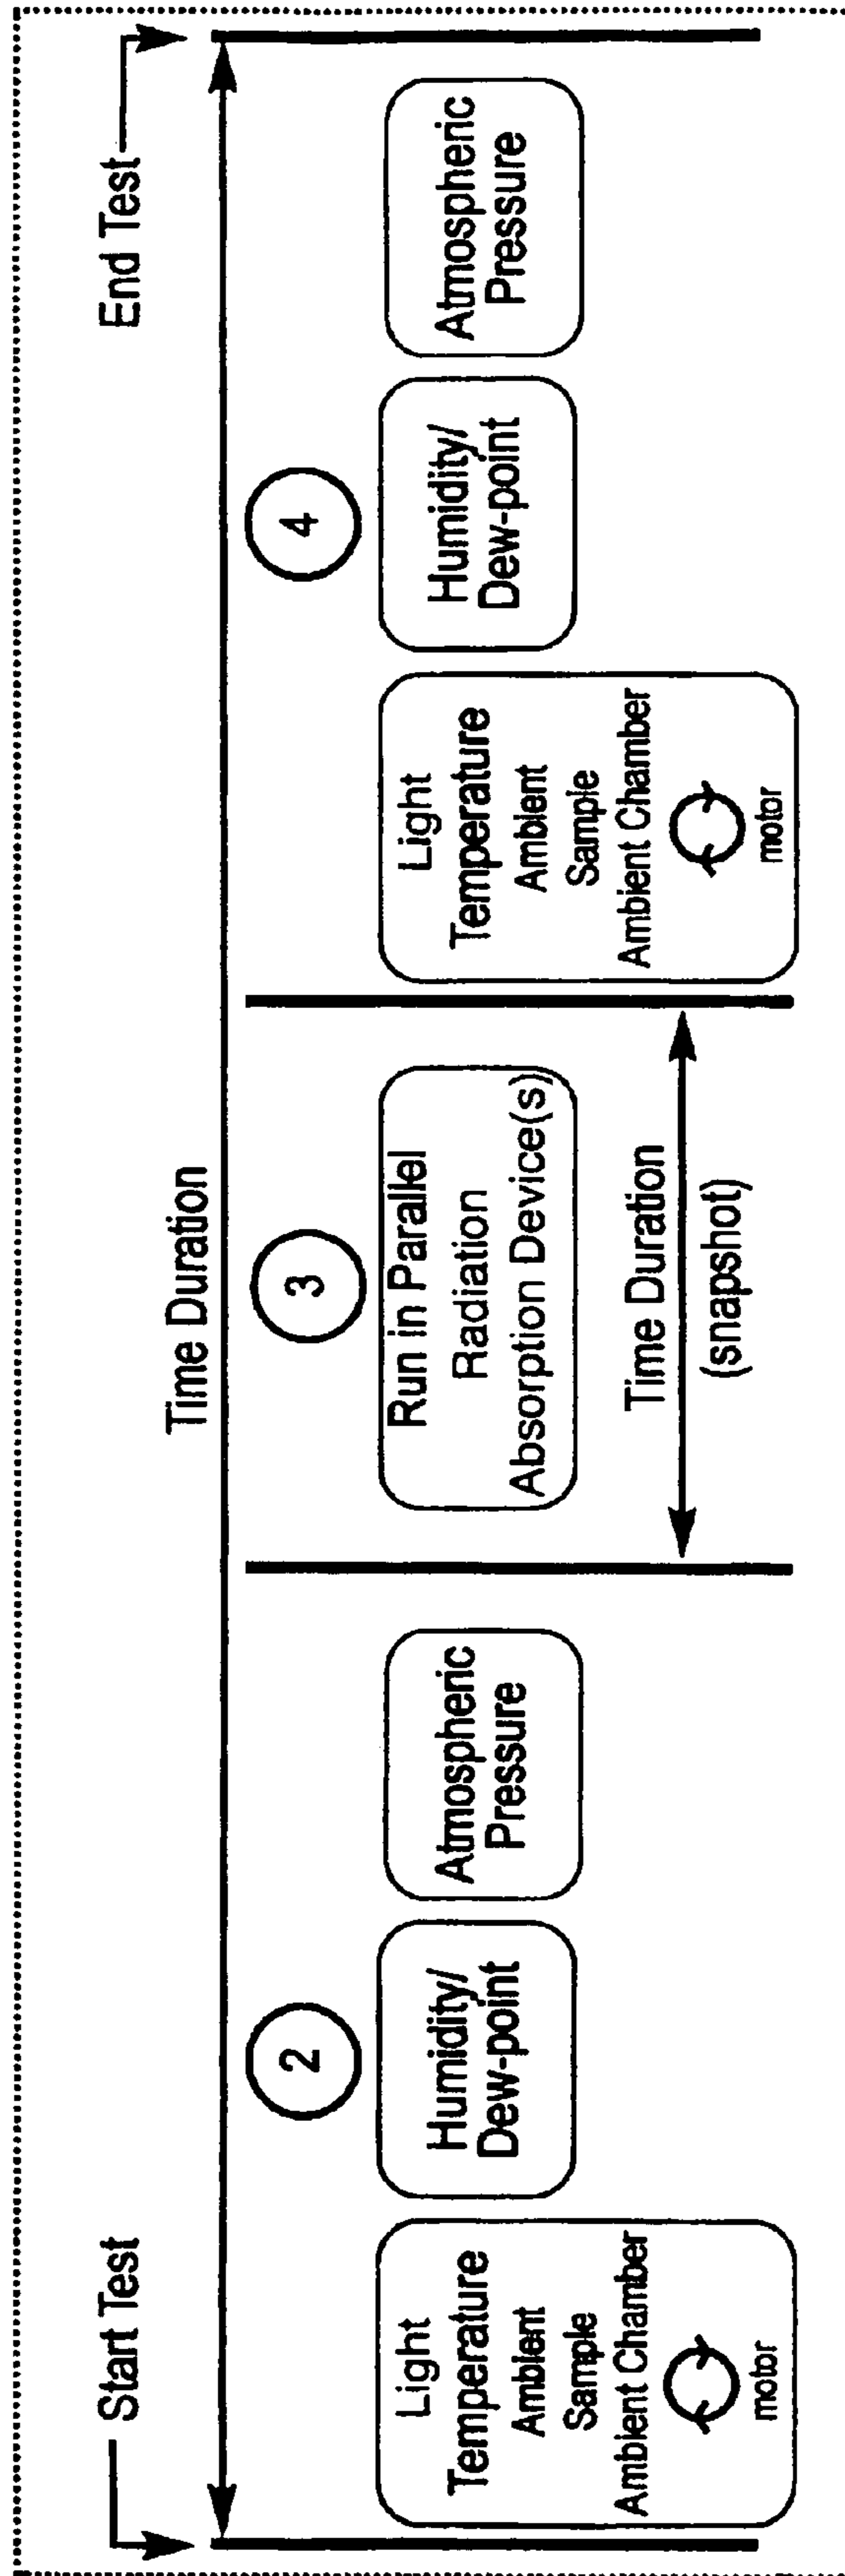 Start Test
End Test
Time Duration
2
Light
Temperature
Ambient
Sample
Ambient Chamber
motor
Humidity/
Dew-point
Atmospheric
Pressure
3
Run in Parallel
Radiation
Absorption Device(s)
Time Duration
(snapshot)
4
Light
Temperature
Ambient
Sample
Ambient Chamber
motor
Humidity/
Dew-point
Atmospheric
Pressure